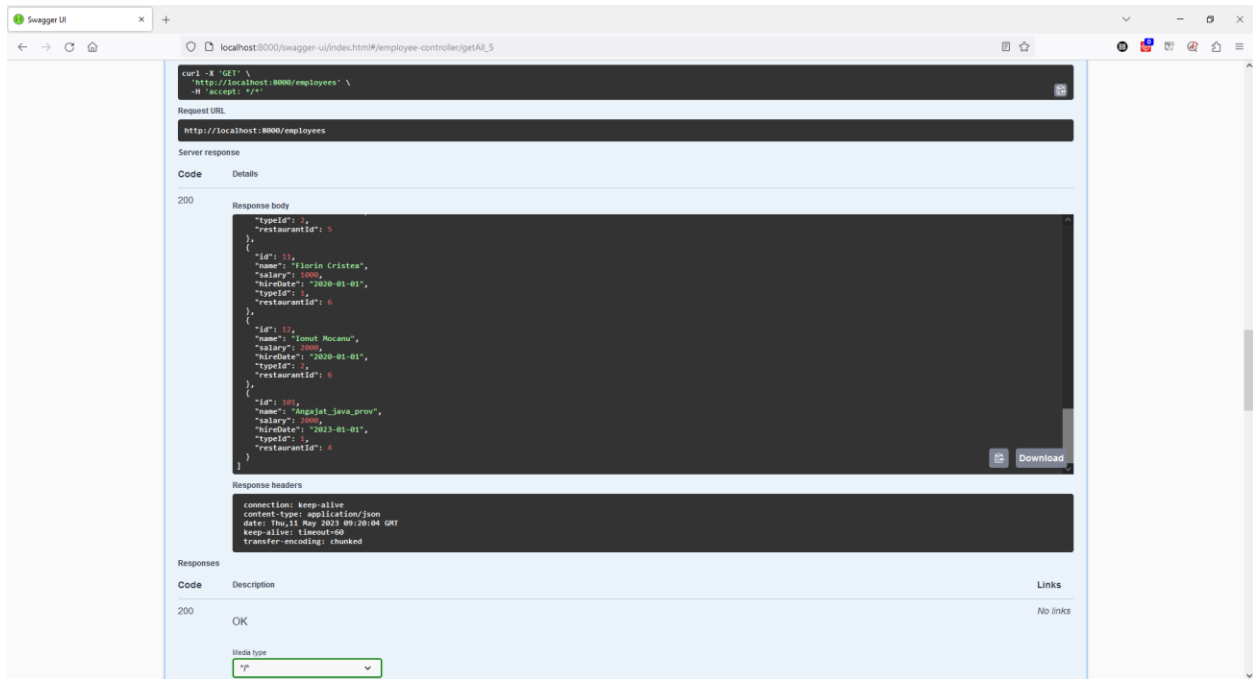 Swagger UI
localhost:8000/swagger-ui/index.html#/employee-controller/getAll_5
curl -X 'GET' \
'http://localhost:8000/employees' \
-H 'accept: */*'
Request URL
http://localhost:8000/employees
Server response
Code Details
200
Response body
"typeId": 2,
"restaurantId": 5
},
{
"id": 11,
"name": "Florin Cristea",
"salary": 1000,
"hireDate": "2020-01-01",
"typeId": 1,
"restaurantId": 6
},
{
"id": 12,
"name": "Ionut Mocanu",
"salary": 2000,
"hireDate": "2020-01-01",
"typeId": 2,
"restaurantId": 6
},
{
"id": 101,
"name": "Angajat_java_prov",
"salary": 2000,
"hireDate": "2023-01-01",
"typeId": 1,
"restaurantId": 4
}
]
Download
Response headers
connection: keep-alive
content-type: application/json
date: Thu,11 May 2023 09:20:04 GMT
keep-alive: timeout=60
transfer-encoding: chunked
Responses
Code Description Links
200 No links
OK
Media type
*/*